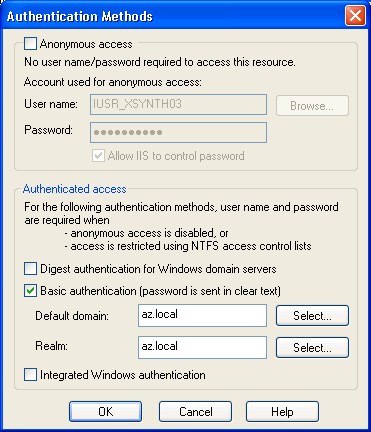 Authentication Methods
Anonymous access
No user name/password required to access this resource.
Account used for anonymous access:
User name: IUSR_XSYNTH03 Browse...
Password: ●●●●●●●●●●
Allow IIS to control password
Authenticated access
For the following authentication methods, user name and password
are required when
- anonymous access is disabled, or
- access is restricted using NTFS access control lists
Digest authentication for Windows domain servers
Basic authentication (password is sent in clear text)
Default domain: az.local Select...
Realm: az.local Select...
Integrated Windows authentication
OK Cancel Help